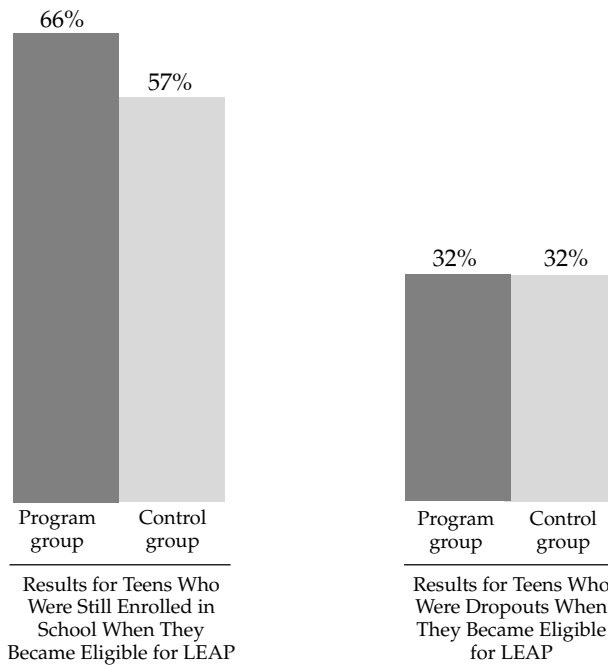 66%
57%
Program
group
Control
group
Results for Teens Who
Were Still Enrolled in
School When They
Became Eligible for LEAP
32%
32%
Program
group
Control
group
Results for Teens Who
Were Dropouts When
They Became Eligible
for LEAP